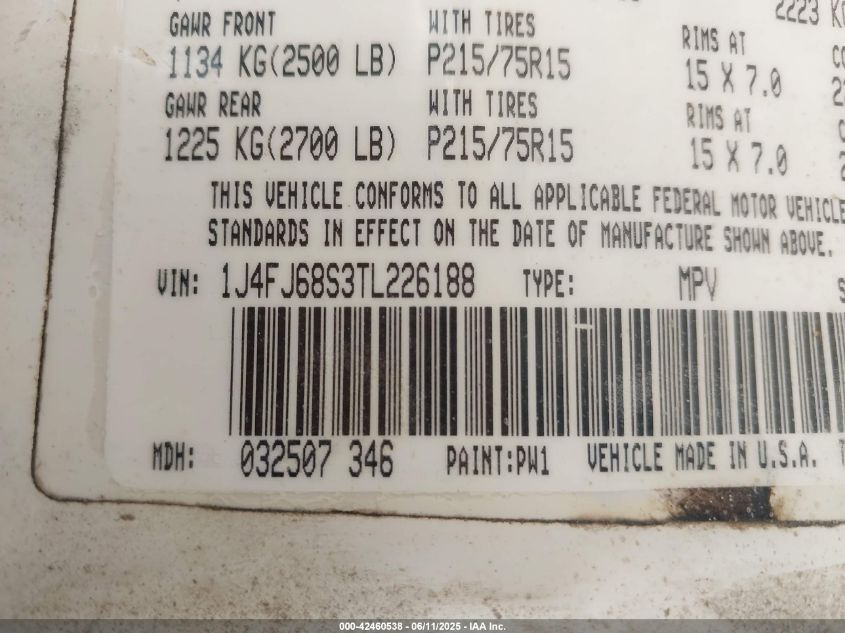 2223
GAWR FRONT WITH TIRES RIMS AT
1134 KG(2500 LB) P215/75R15 15 X 7.0
GAWR REAR WITH TIRES RIMS AT
1225 KG(2700 LB) P215/75R15 15 X 7.0
THIS VEHICLE CONFORMS TO ALL APPLICABLE FEDERAL MOTOR VEHICLE
STANDARDS IN EFFECT ON THE DATE OF MANUFACTURE SHOWN ABOVE.
VIN: 1J4FJ68S3TL226188 TYPE: MPV
MDH: 032507 346 PAINT:PW1 VEHICLE MADE IN U.S.A.
000-42460538 - 06/11/2025 - IAA Inc.